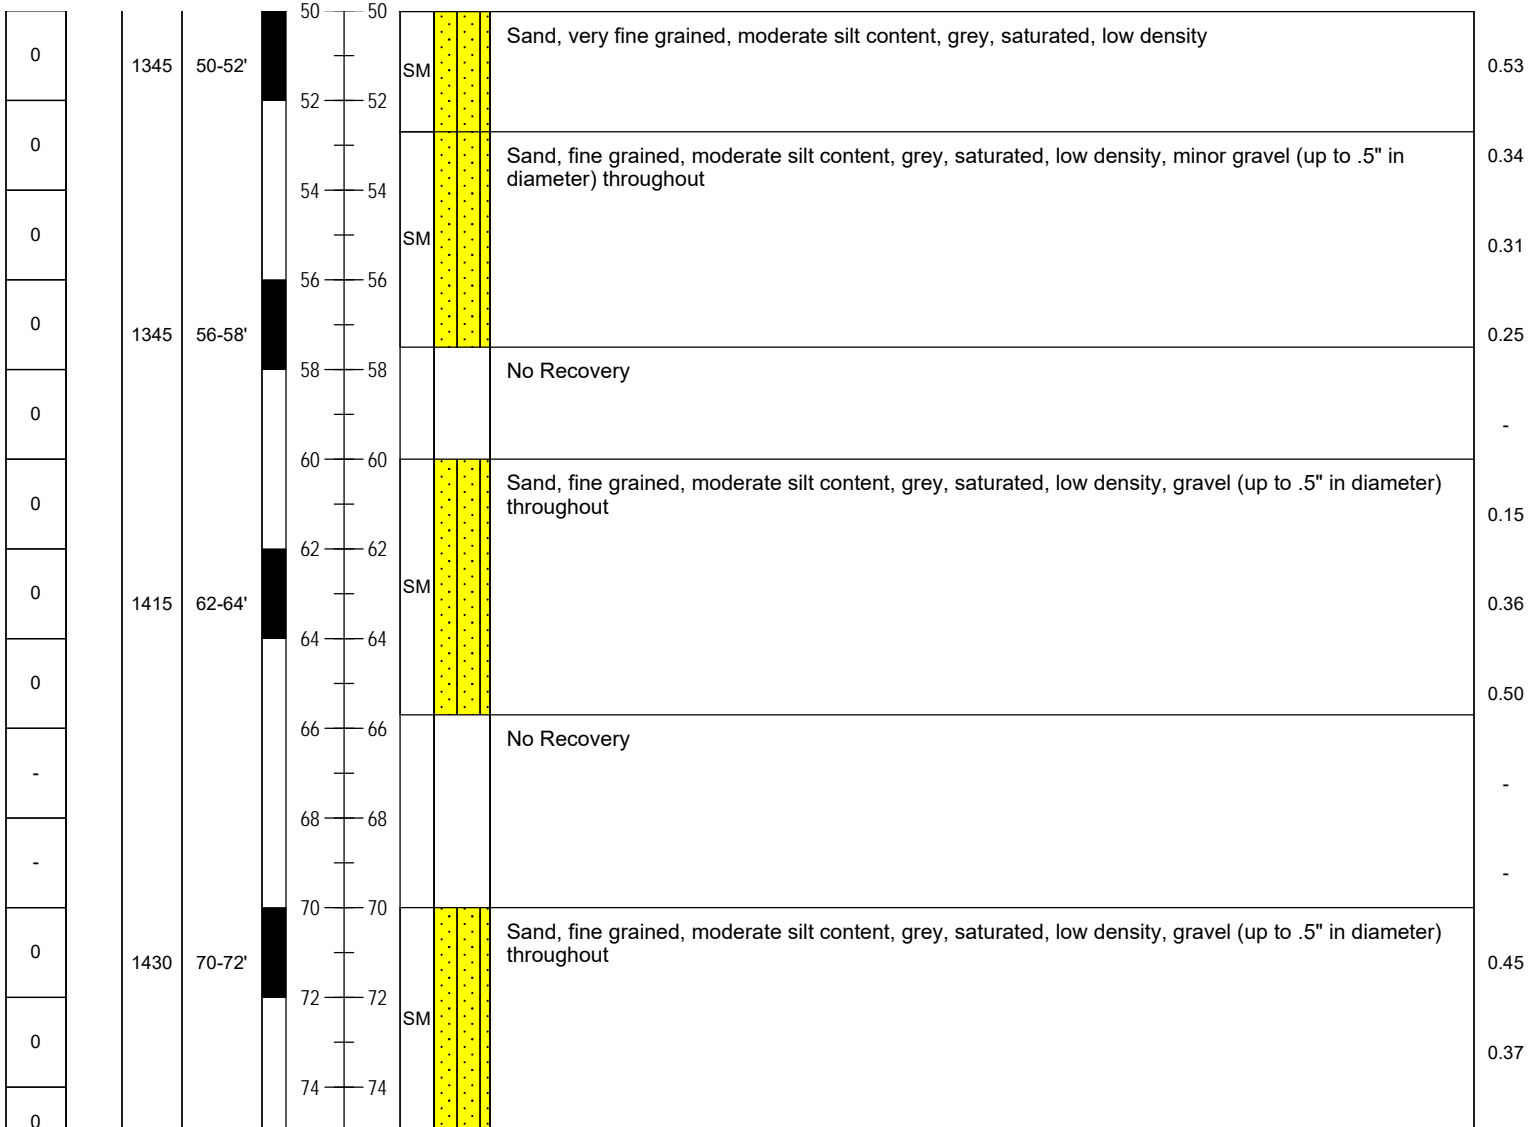 50 50
Sand, very fine grained, moderate silt content, grey, saturated, low density
0
1345 50-52' SM 0.53
52 52
0
Sand, fine grained, moderate silt content, grey, saturated, low density, minor gravel (up to .5" in 0.34
diameter) throughout
54 54
0 SM 0.31
56 56
0
1345 56-58' 0.25
58 58
No Recovery
0 -
60 60
Sand, fine grained, moderate silt content, grey, saturated, low density, gravel (up to .5" in diameter)
throughout
0 0.15
62 62
0 SM
1415 62-64' 0.36
64 64
0 0.50
66 66
No Recovery
- -
68 68
- -
70 70
Sand, fine grained, moderate silt content, grey, saturated, low density, gravel (up to .5" in diameter)
throughout
0
1430 70-72' 0.45
72 72
SM
0 0.37
74 74
0